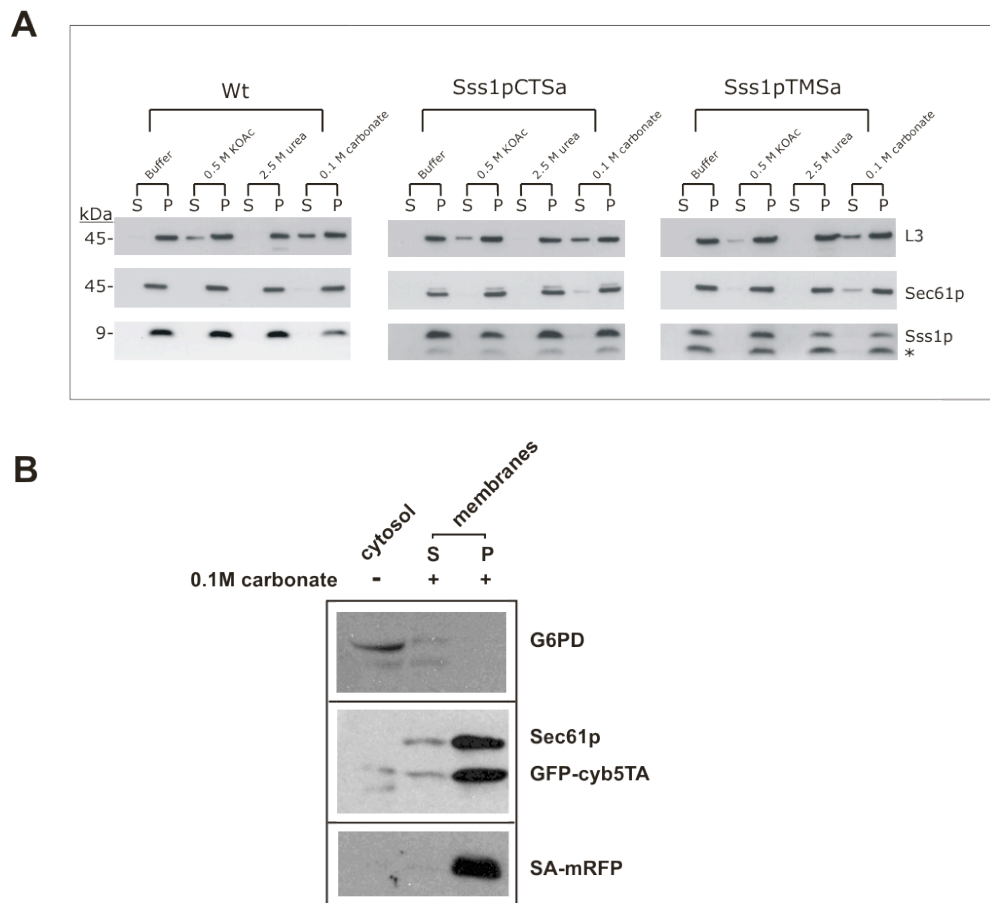 A
Wt Sss1pCTSa Sss1pTMSa
Buffer 0.5 M KOAc 2.5 M urea 0.1 M carbonate Buffer 0.5 M KOAc 2.5 M urea 0.1 M carbonate Buffer 0.5 M KOAc 2.5 M urea 0.1 M carbonate
kDa S P S P S P S P S P S P S P S P S P S P S P S P
45- L3
45- Sec61p
9- Sss1p
*
B
cytosol membranes
S P
0.1M carbonate - + +
G6PD
Sec61p
GFP-cyb5TA
SA-mRFP